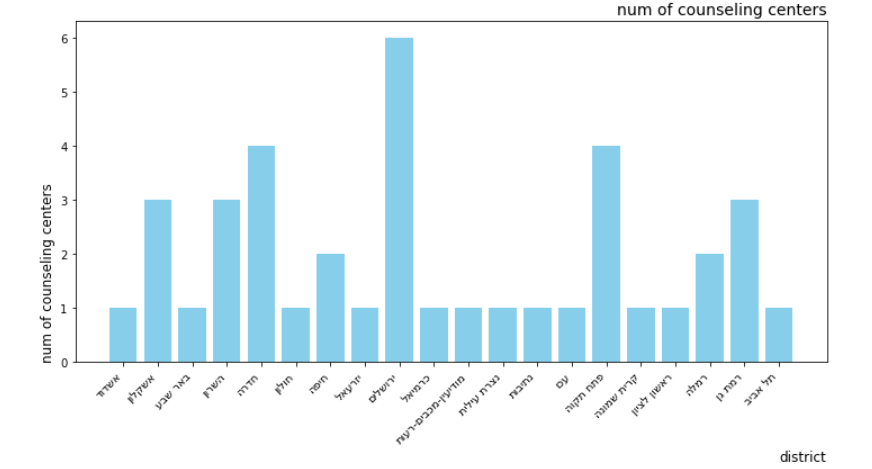 num of counseling centers
num of counseling centers
6
5
4
3
2
1
0
אשדוד
אשקלון
באר שבע
השרון
חדרה
חולון
חיפה
יזרעאל
ירושלים
כרמיאל
מודיעין-מכבים-רעות
נצרת עילית
נתיבות
עכו
פתח תקוה
קרית שמונה
ראשון לציון
רמלה
רמת גן
תל אביב
district